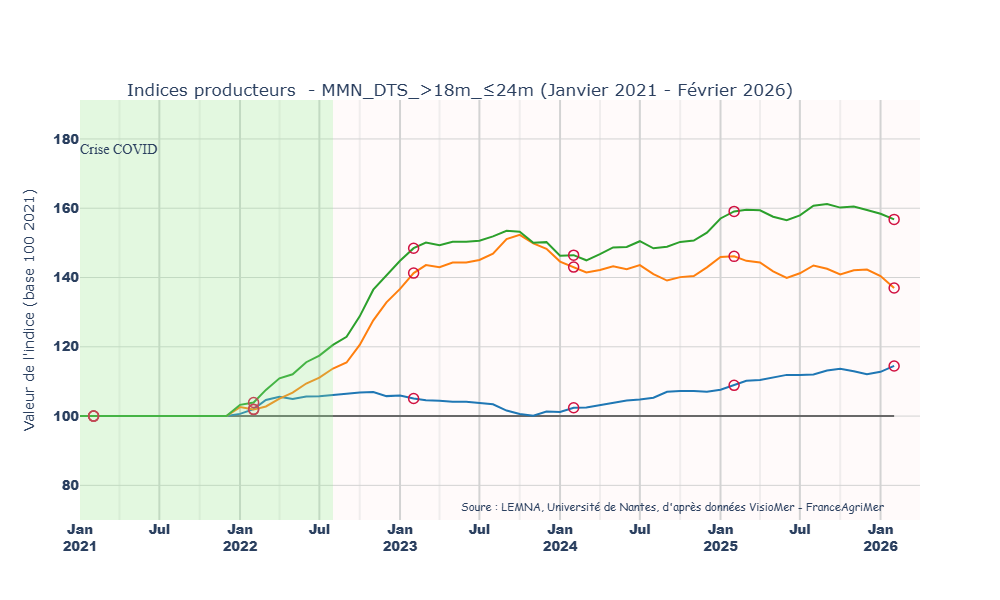 Indices producteurs - MMN_DTS_>18m_≤24m (Janvier 2021 - Février 2026)
Valeur de l'indice (base 100 2021)
180
160
140
120
100
80
Crise COVID
Soure : LEMNA, Université de Nantes, d'après données VisioMer - FranceAgriMer
Jan Jul Jan Jul Jan Jul Jan Jul Jan Jul Jan
2021 2022 2023 2024 2025 2026